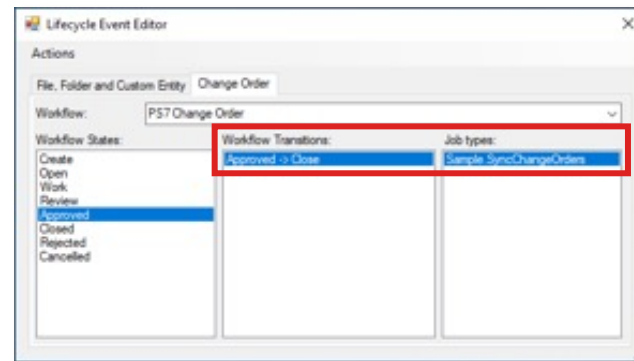 Lifecycle Event Editor
Actions
File, Folder and Custom Entity Change Order
Workflow: PS7 Change Order
Workflow States: Workflow Transitions: Job types:
Create Approved -> Close Sample.SyncChangeOrders
Open
Work
Review
Approved
Closed
Rejected
Cancelled